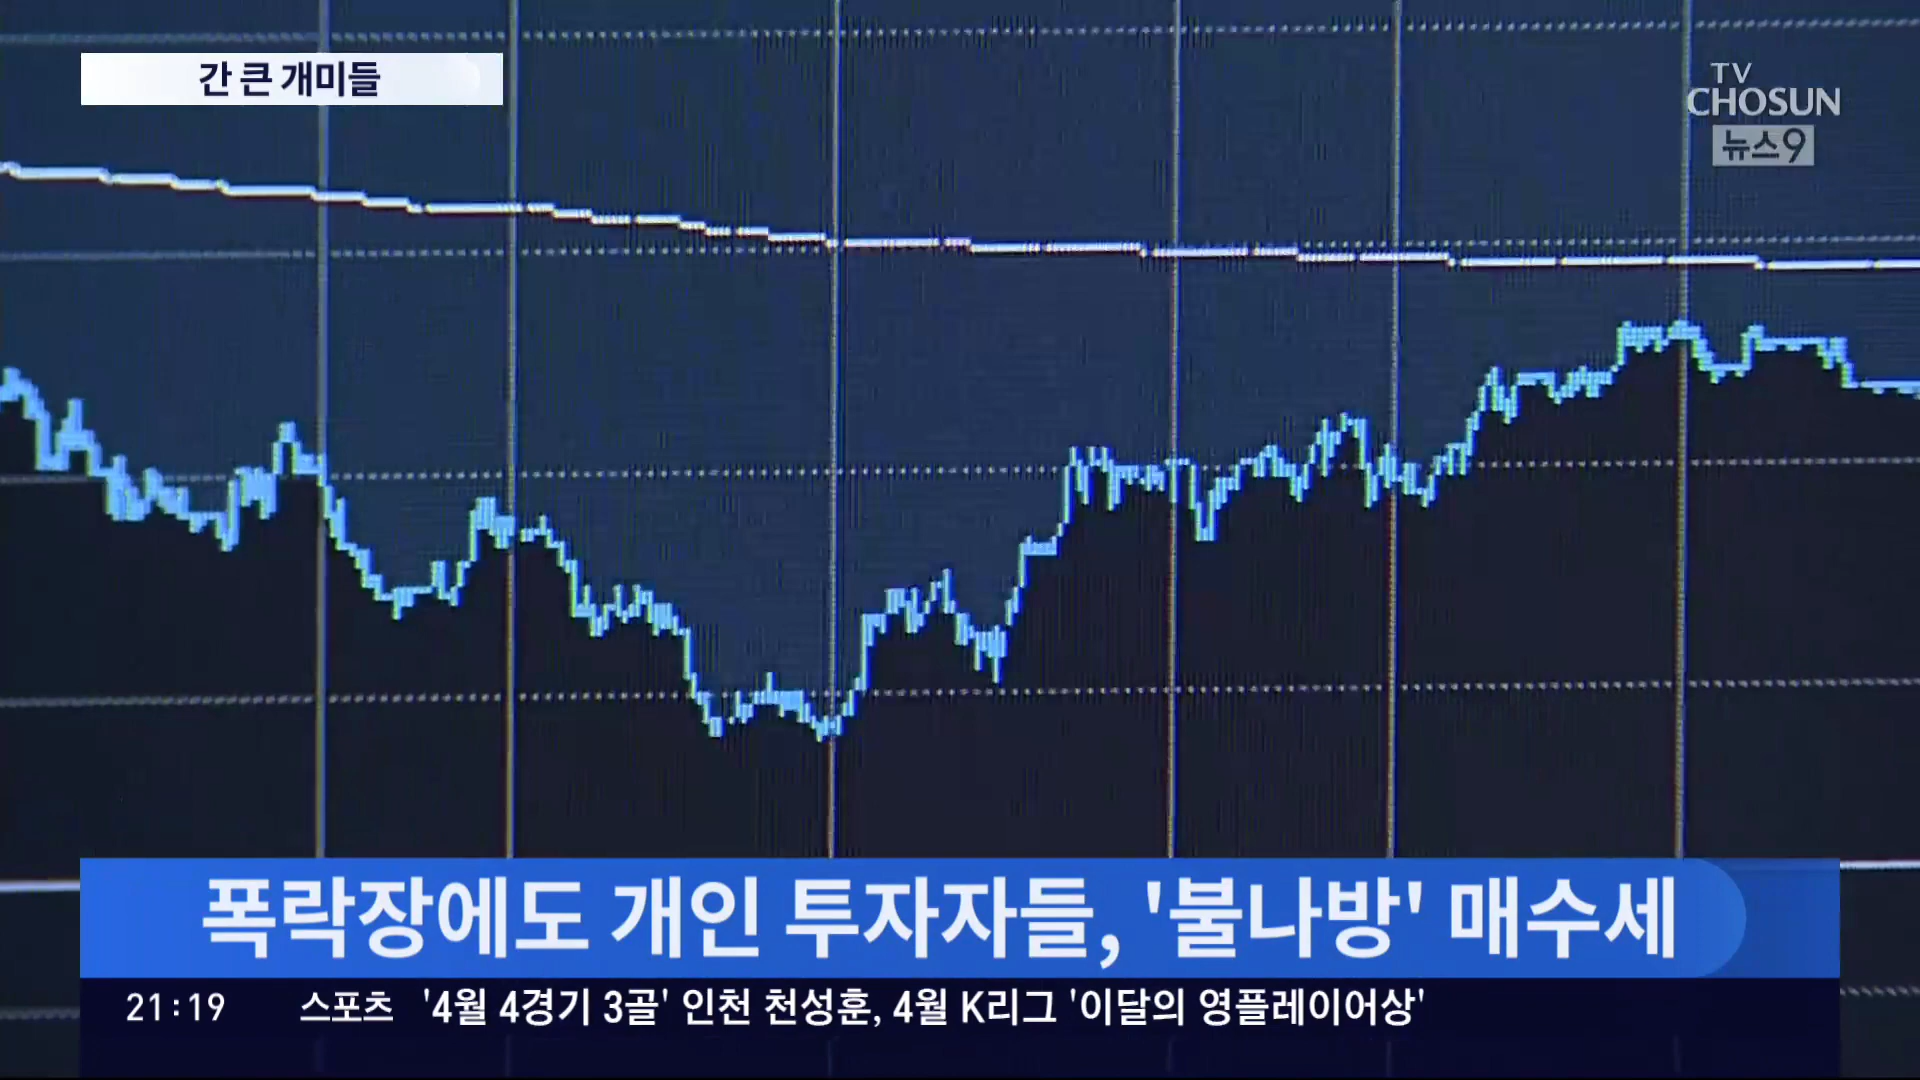 간 큰 개미들
TV
CHOSUN
뉴스9
폭락장에도 개인 투자자들, '불나방' 매수세
21:19 스포츠 '4월 4경기 3골' 인천 천성훈, 4월 K리그 '이달의 영플레이어상'